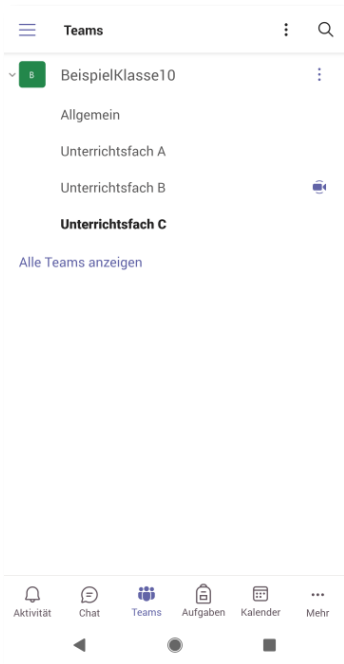 Teams
B BeispielKlasse10
Allgemein
Unterrichtsfach A
Unterrichtsfach B
Unterrichtsfach C
Alle Teams anzeigen
Aktivität Chat Teams Aufgaben Kalender Mehr